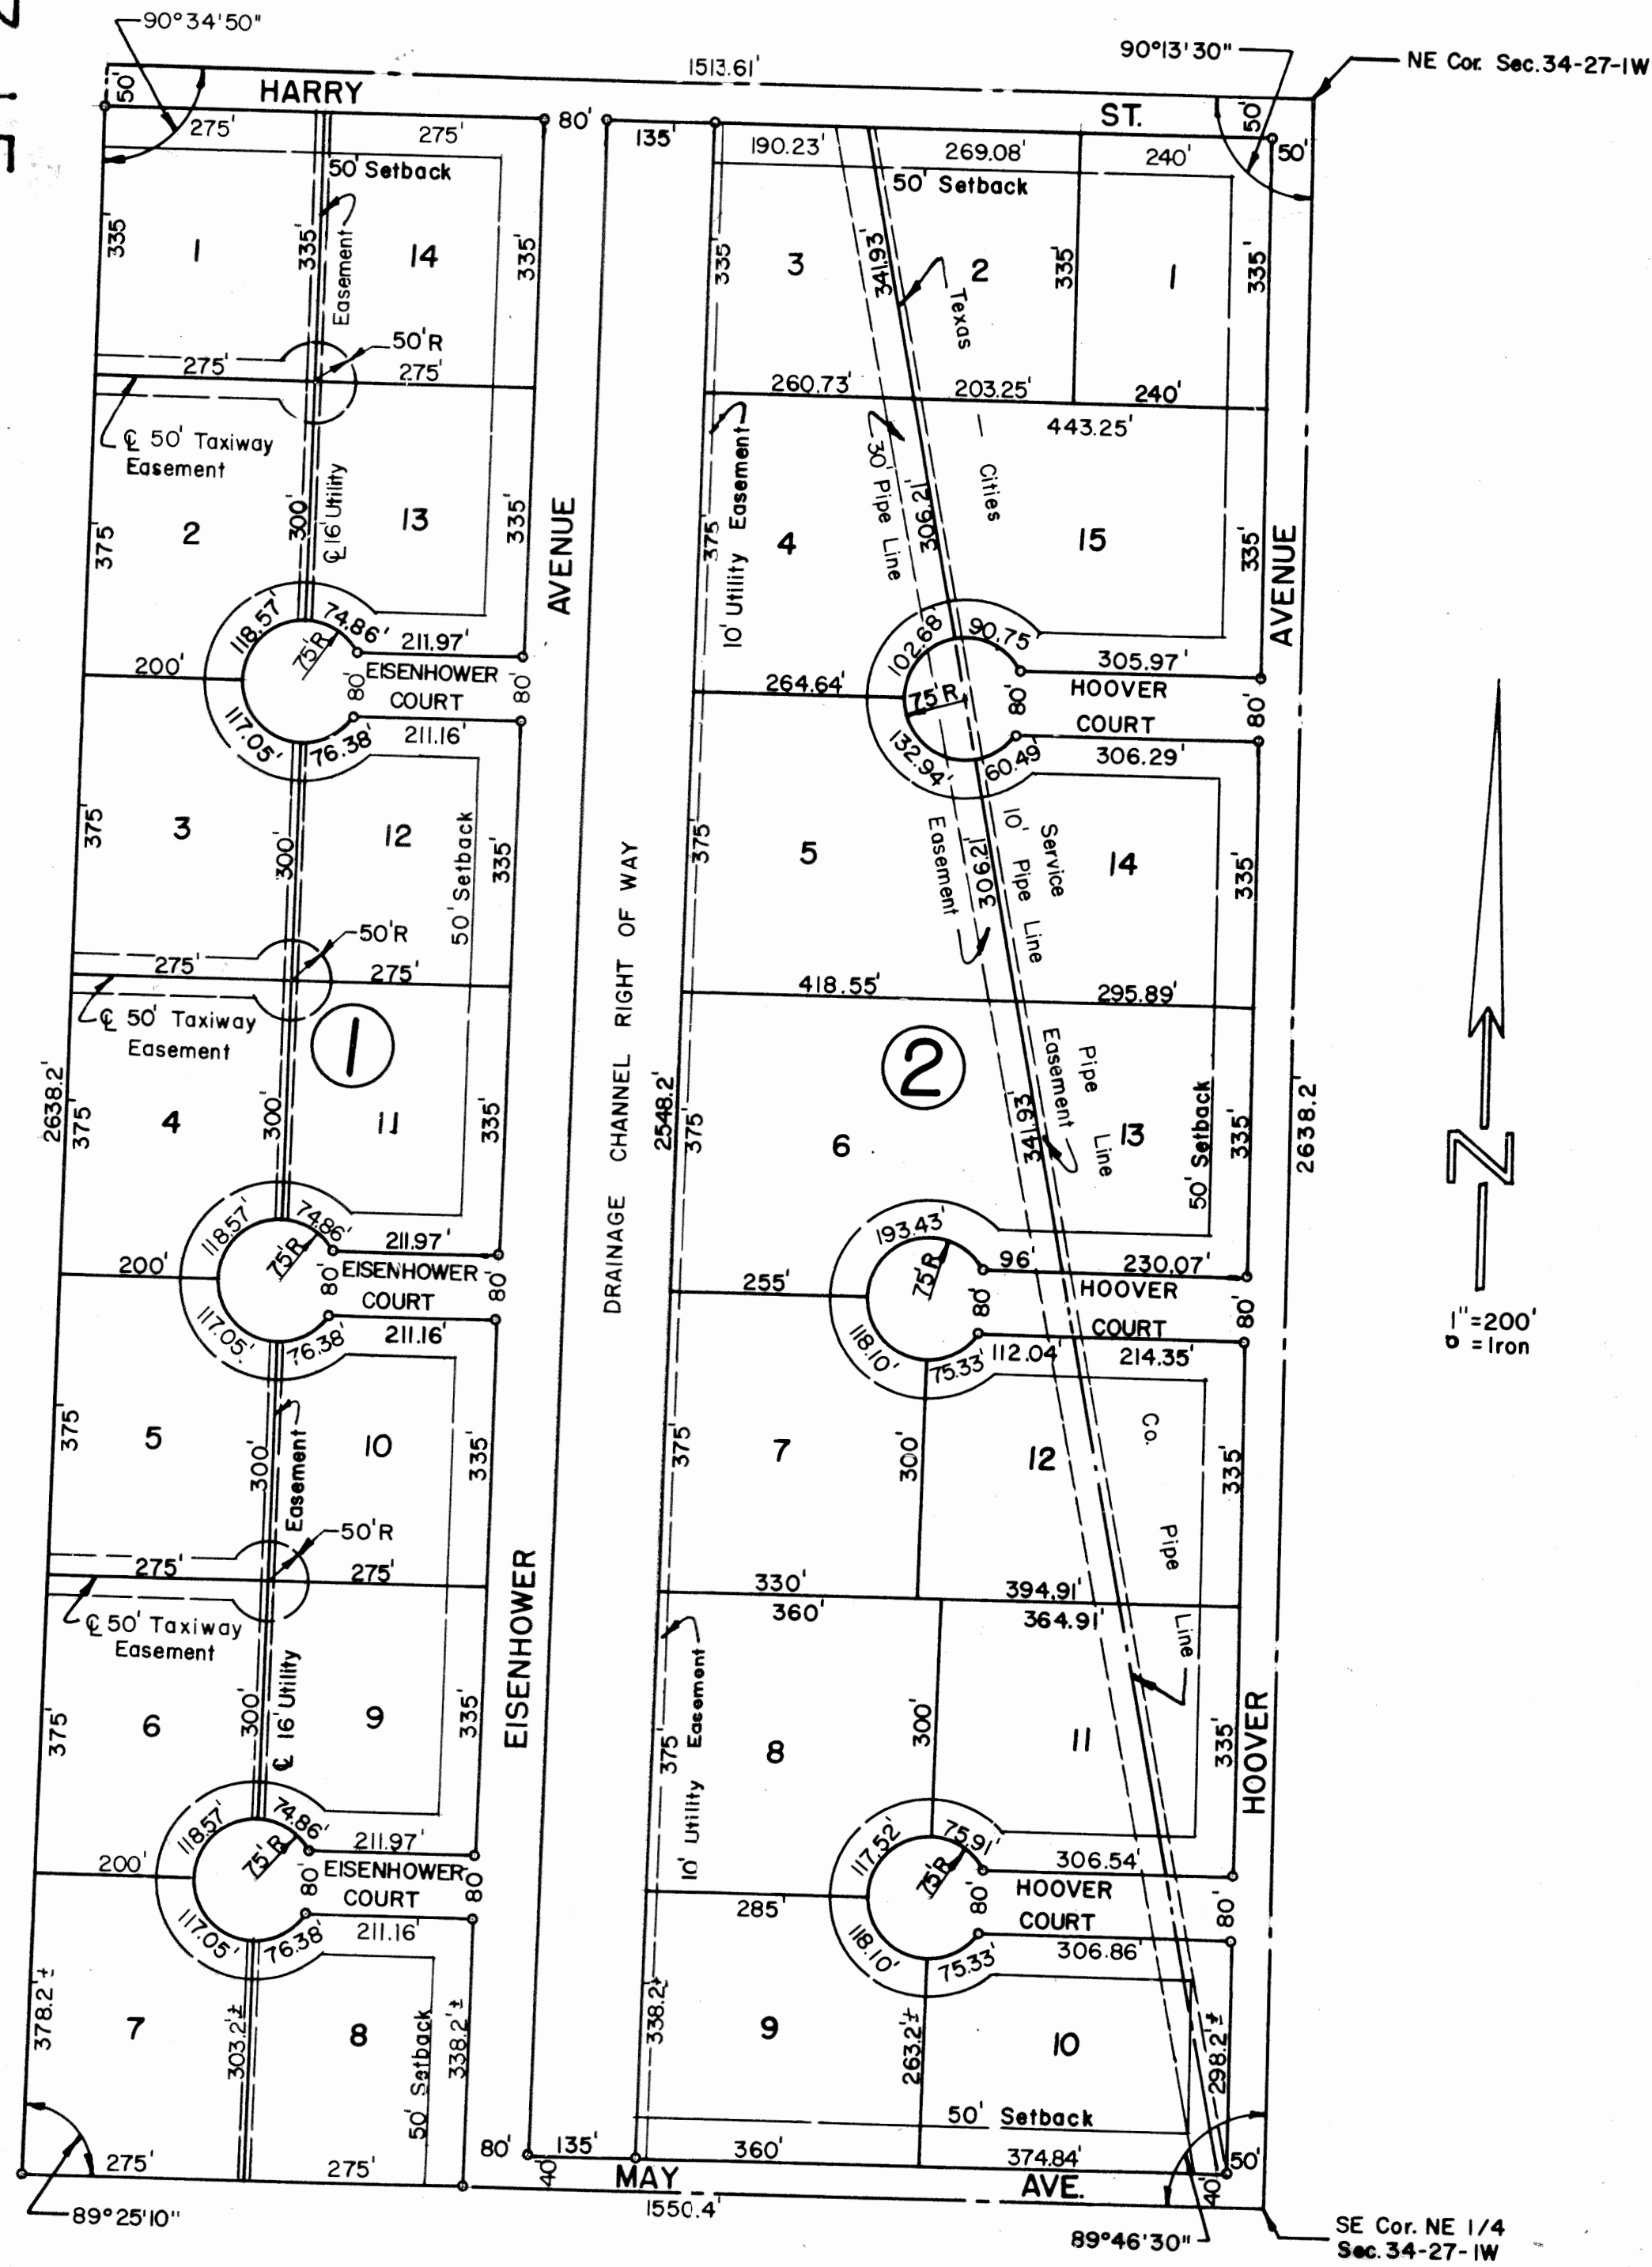 90°34'50"
90°13'30"
NE Cor. Sec. 34-27-1W
1513.61'
50'
HARRY
ST.
50'
275'
275'
80'
135'
190.23'
269.08'
240'
50'
50' Setback
50' Setback
335'
1
335'
Easement
14
335'
335'
3
341.93'
2
335'
1
335'
Texas
50'R
275'
275'
260.73'
203.25'
240'
443.25'
℄ 50' Taxiway
Easement
10' Utility Easement
30' Pipe Line
Cities
375'
2
300'
℄ 16' Utility
13
335'
AVENUE
375'
4
306.21'
15
335'
AVENUE
118.57'
74.86'
75'R
211.97'
102.68'
90.75'
305.97'
200'
EISENHOWER
80'
80'
COURT
264.64'
75'R
80'
HOOVER
80'
COURT
117.05'
76.38'
211.16'
132.94'
60.49'
306.29'
375'
3
300'
12
50' Setback
335'
DRAINAGE CHANNEL RIGHT OF WAY
375'
5
Easement
309.21'
10' Pipe Line
Service
14
335'
50'R
275'
275'
418.55'
295.89'
℄ 50' Taxiway
Easement
1
2
2638.2'
375'
4
300'
11
335'
2548.2'
375'
6
341.93'
Easement
Pipe Line
13
50' Setback
335'
2638.2'
118.57'
74.86'
75'R
211.97'
193.43'
75'R
96'
230.07'
200'
EISENHOWER
80'
80'
COURT
255'
80'
HOOVER
80'
COURT
1"=200'
o = Iron
117.05'
76.38'
211.16'
118.10'
75.33'
112.04'
214.35'
375'
5
300'
Easement
10
335'
375'
7
300'
12
Co.
335'
50'R
275'
275'
330'
394.91'
360'
364.91'
Pipe
Line
℄ 50' Taxiway
Easement
EISENHOWER
375'
6
300'
℄ 16' Utility
9
335'
375'
10' Utility Easement
8
300'
11
335'
HOOVER
118.57'
74.86'
75'R
211.97'
117.52'
75.91'
75'R
306.54'
200'
EISENHOWER
80'
80'
COURT
285'
80'
HOOVER
80'
COURT
117.05'
76.38'
211.16'
118.10'
75.33'
306.86'
378.2'±
7
303.2'±
8
50' Setback
338.2'±
338.2'±
9
263.2'±
10
298.2'±
50' Setback
275'
275'
80'
135'
40'
360'
374.84'
50'
40'
MAY
AVE.
1550.4'
89°25'10"
89°46'30"
SE Cor. NE 1/4
Sec. 34-27-1W
N